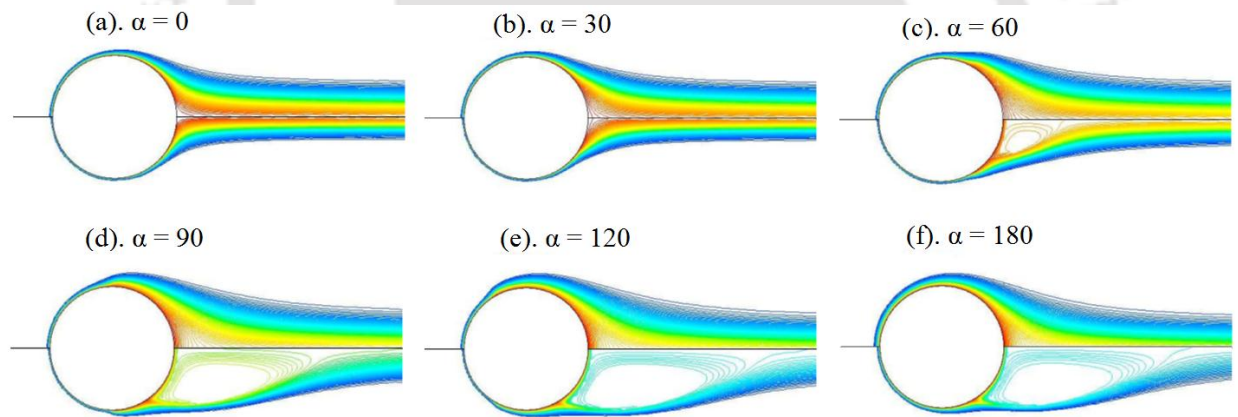 (a). α = 0
(b). α = 30
(c). α = 60
(d). α = 90
(e). α = 120
(f). α = 180